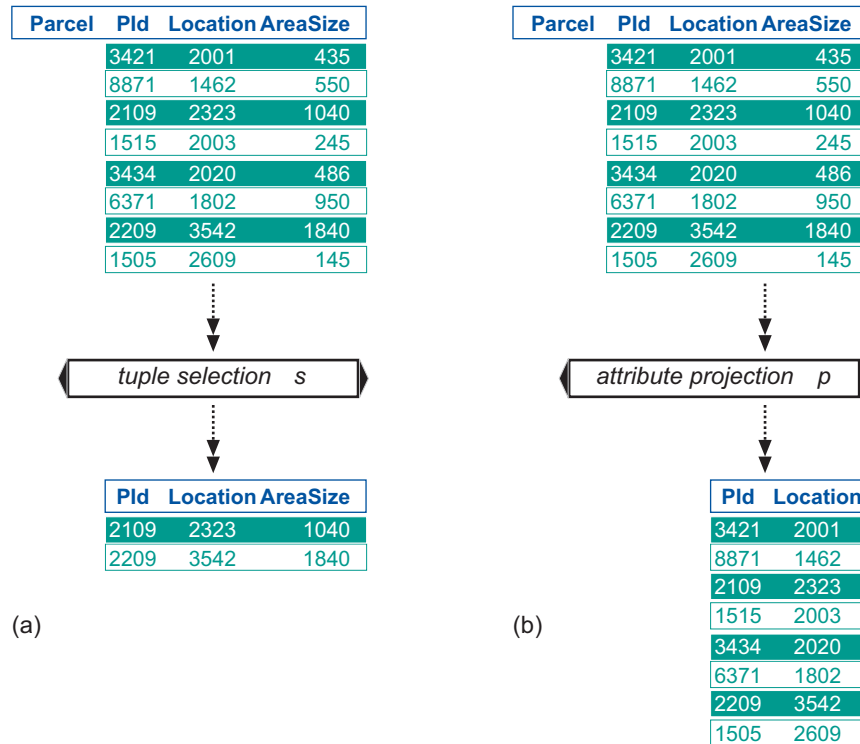 Parcel PId Location AreaSize
3421 2001 435
8871 1462 550
2109 2323 1040
1515 2003 245
3434 2020 486
6371 1802 950
2209 3542 1840
1505 2609 145
tuple selection s
PId Location AreaSize
2109 2323 1040
2209 3542 1840
(a)
Parcel PId Location AreaSize
3421 2001 435
8871 1462 550
2109 2323 1040
1515 2003 245
3434 2020 486
6371 1802 950
2209 3542 1840
1505 2609 145
attribute projection p
PId Location
3421 2001
8871 1462
2109 2323
1515 2003
3434 2020
6371 1802
2209 3542
1505 2609
(b)